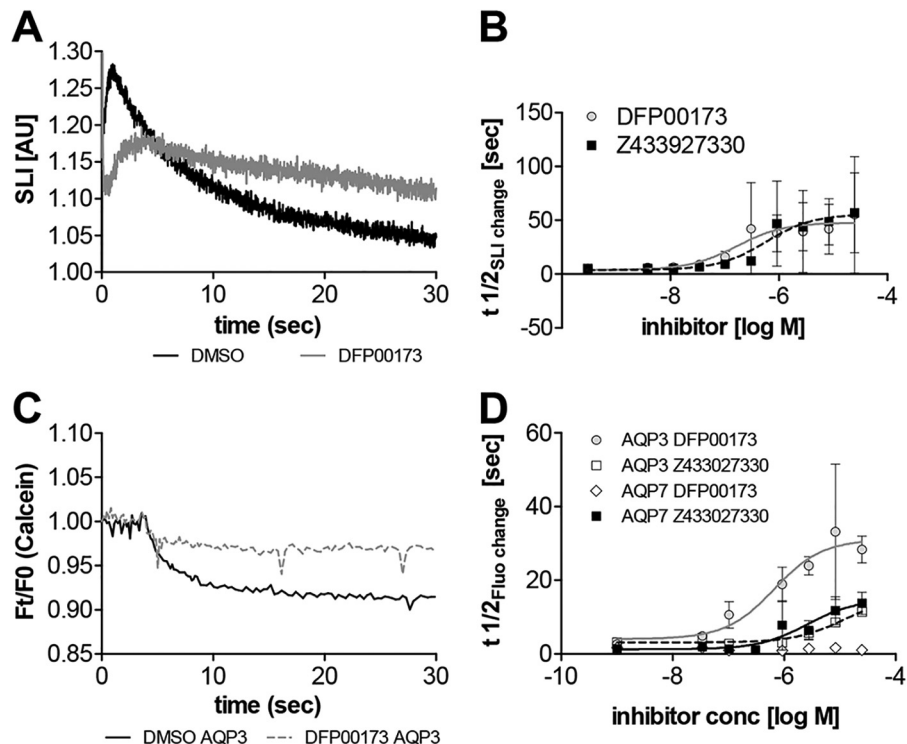 A
1.30
1.25
1.20
1.15
1.10
1.05
1.00
SLI [AU]
0 10 20 30
time (sec)
DMSO DFP00173
B
DFP00173
Z433927330
150
100
50
0
-50
t 1/2SLI change [sec]
-8 -6 -4
inhibitor [log M]
C
1.10
1.05
1.00
0.95
0.90
0.85
Ft/F0 (Calcein)
0 10 20 30
time (sec)
DMSO AQP3 DFP00173 AQP3
D
AQP3 DFP00173
AQP3 Z433027330
AQP7 DFP00173
AQP7 Z433027330
60
40
20
0
t 1/2Fluo change [sec]
-10 -8 -6 -4
inhibitor conc [log M]